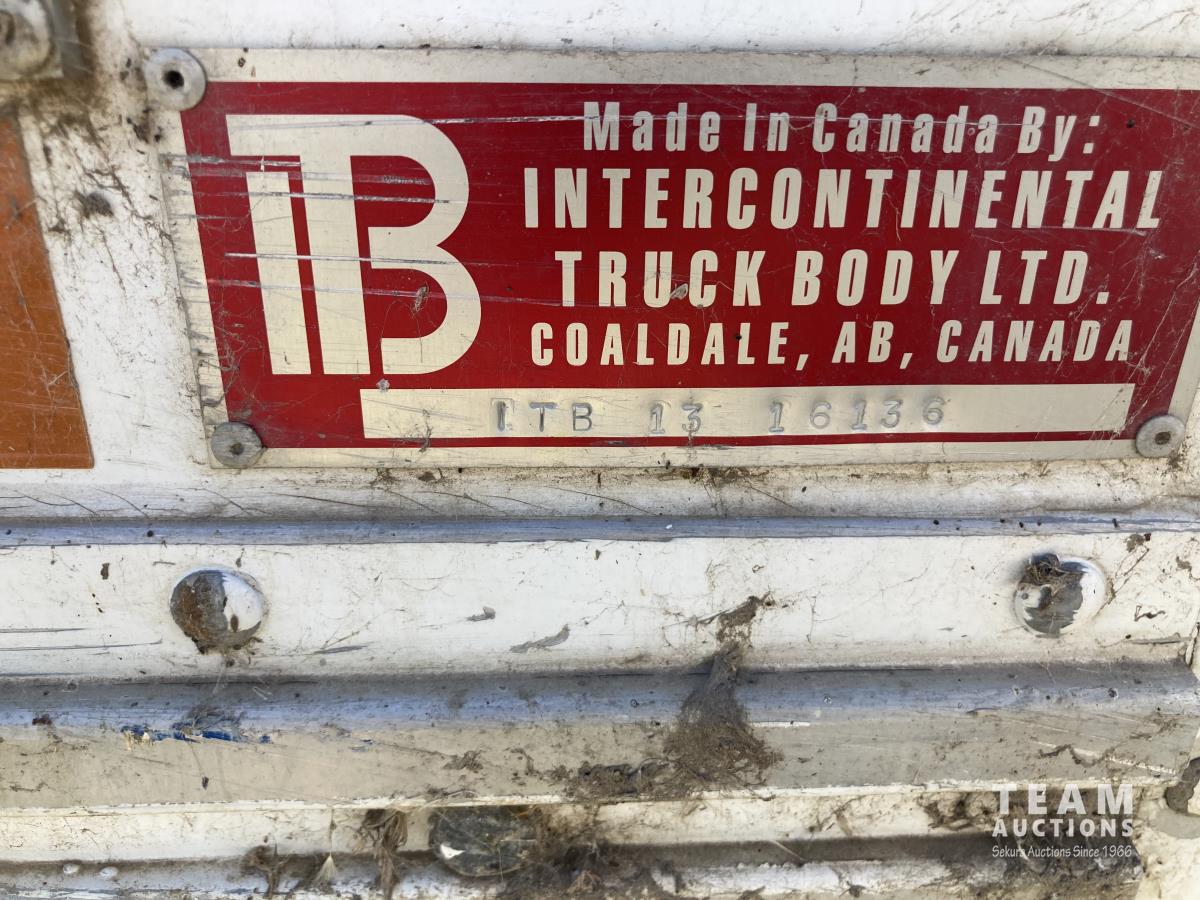 ITB
Made In Canada By:
INTERCONTINENTAL
TRUCK BODY LTD.
COALDALE, AB, CANADA
ITB 13 16136
TEAM
AUCTIONS
Sekura Auctions Since 1966